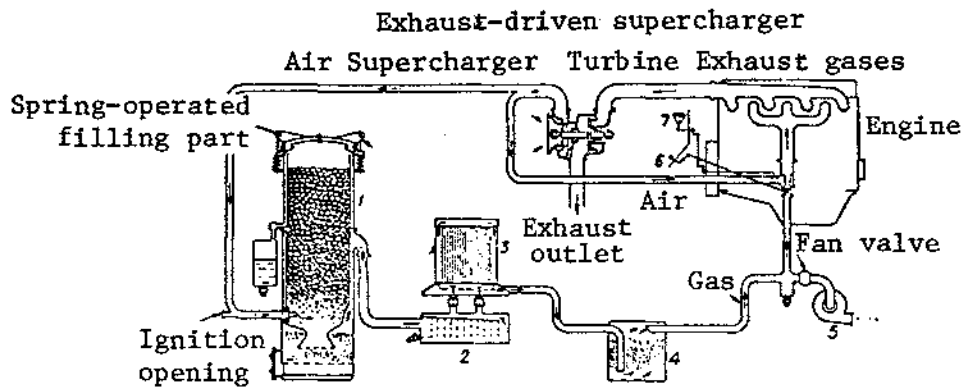 Exhaust-driven supercharger
Air Supercharger Turbine Exhaust gases
Spring-operated
filling part
Engine
7
6
1
Air
Exhaust
outlet
3
Fan valve
Gas
Ignition
opening
2
4
5